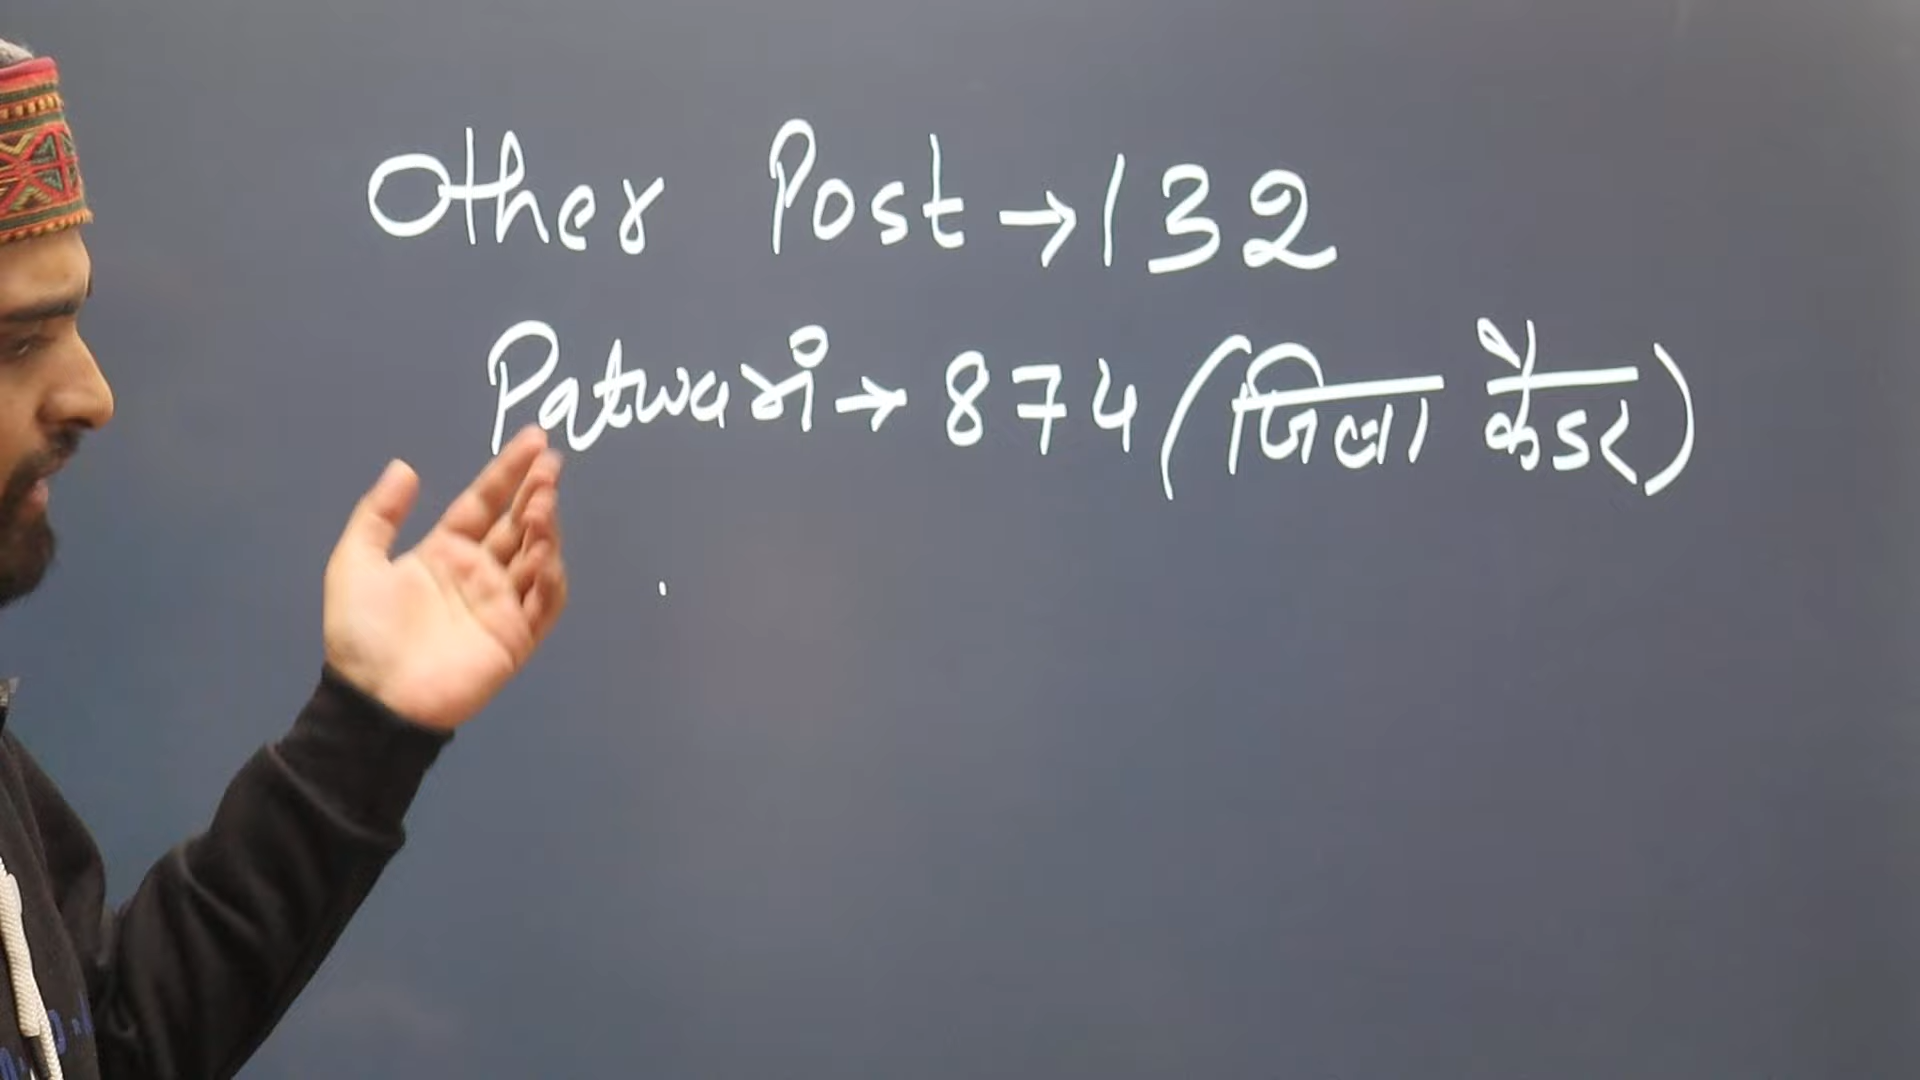 Other Post → 132
Patwari → 874 (जिला कैडर)